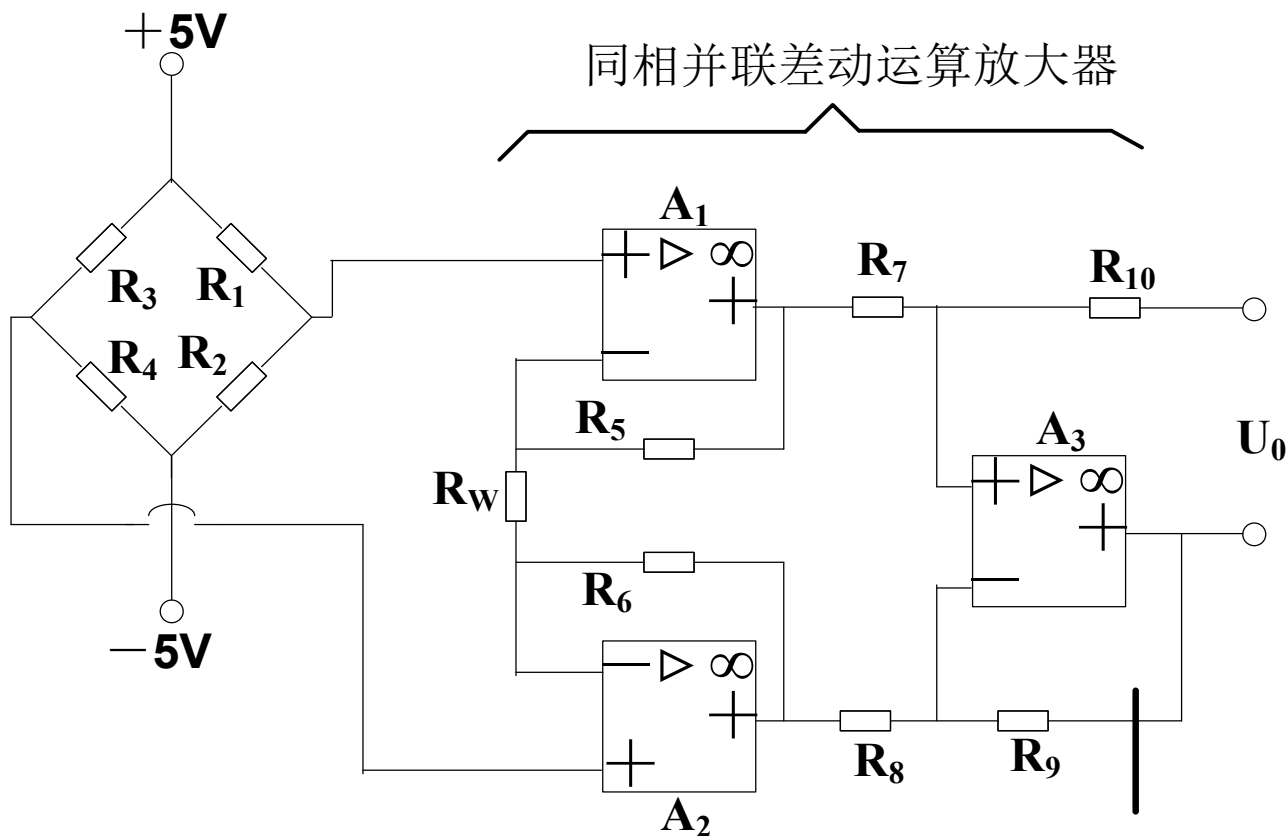 +5V
同相并联差动运算放大器
A₁
+ ▷ ∞
+
−
R₃
R₁
R₄
R₂
R₇
R₁₀
R₅
R_W
R₆
A₃
+ ▷ ∞
+
−
U₀
−5V
− ▷ ∞
+
+
A₂
R₈
R₉